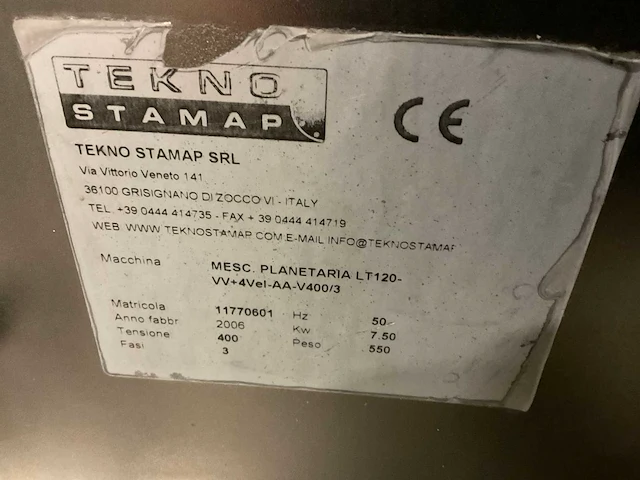 TEKNO
STAMAP
CE
TEKNO STAMAP SRL
Via Vittorio Veneto 141
36100 GRISIGNANO DI ZOCCO VI - ITALY
TEL. +39 0444 414735 - FAX + 39 0444 414719
WEB. WWW.TEKNOSTAMAP.COM E-MAIL INFO@TEKNOSTAMAP
Macchina MESC. PLANETARIA LT120-
VV+4Vel-AA-V400/3
Matricola 11770601 Hz 50
Anno fabbr 2006 Kw 7.50
Tensione 400 Peso 550
Fasi 3